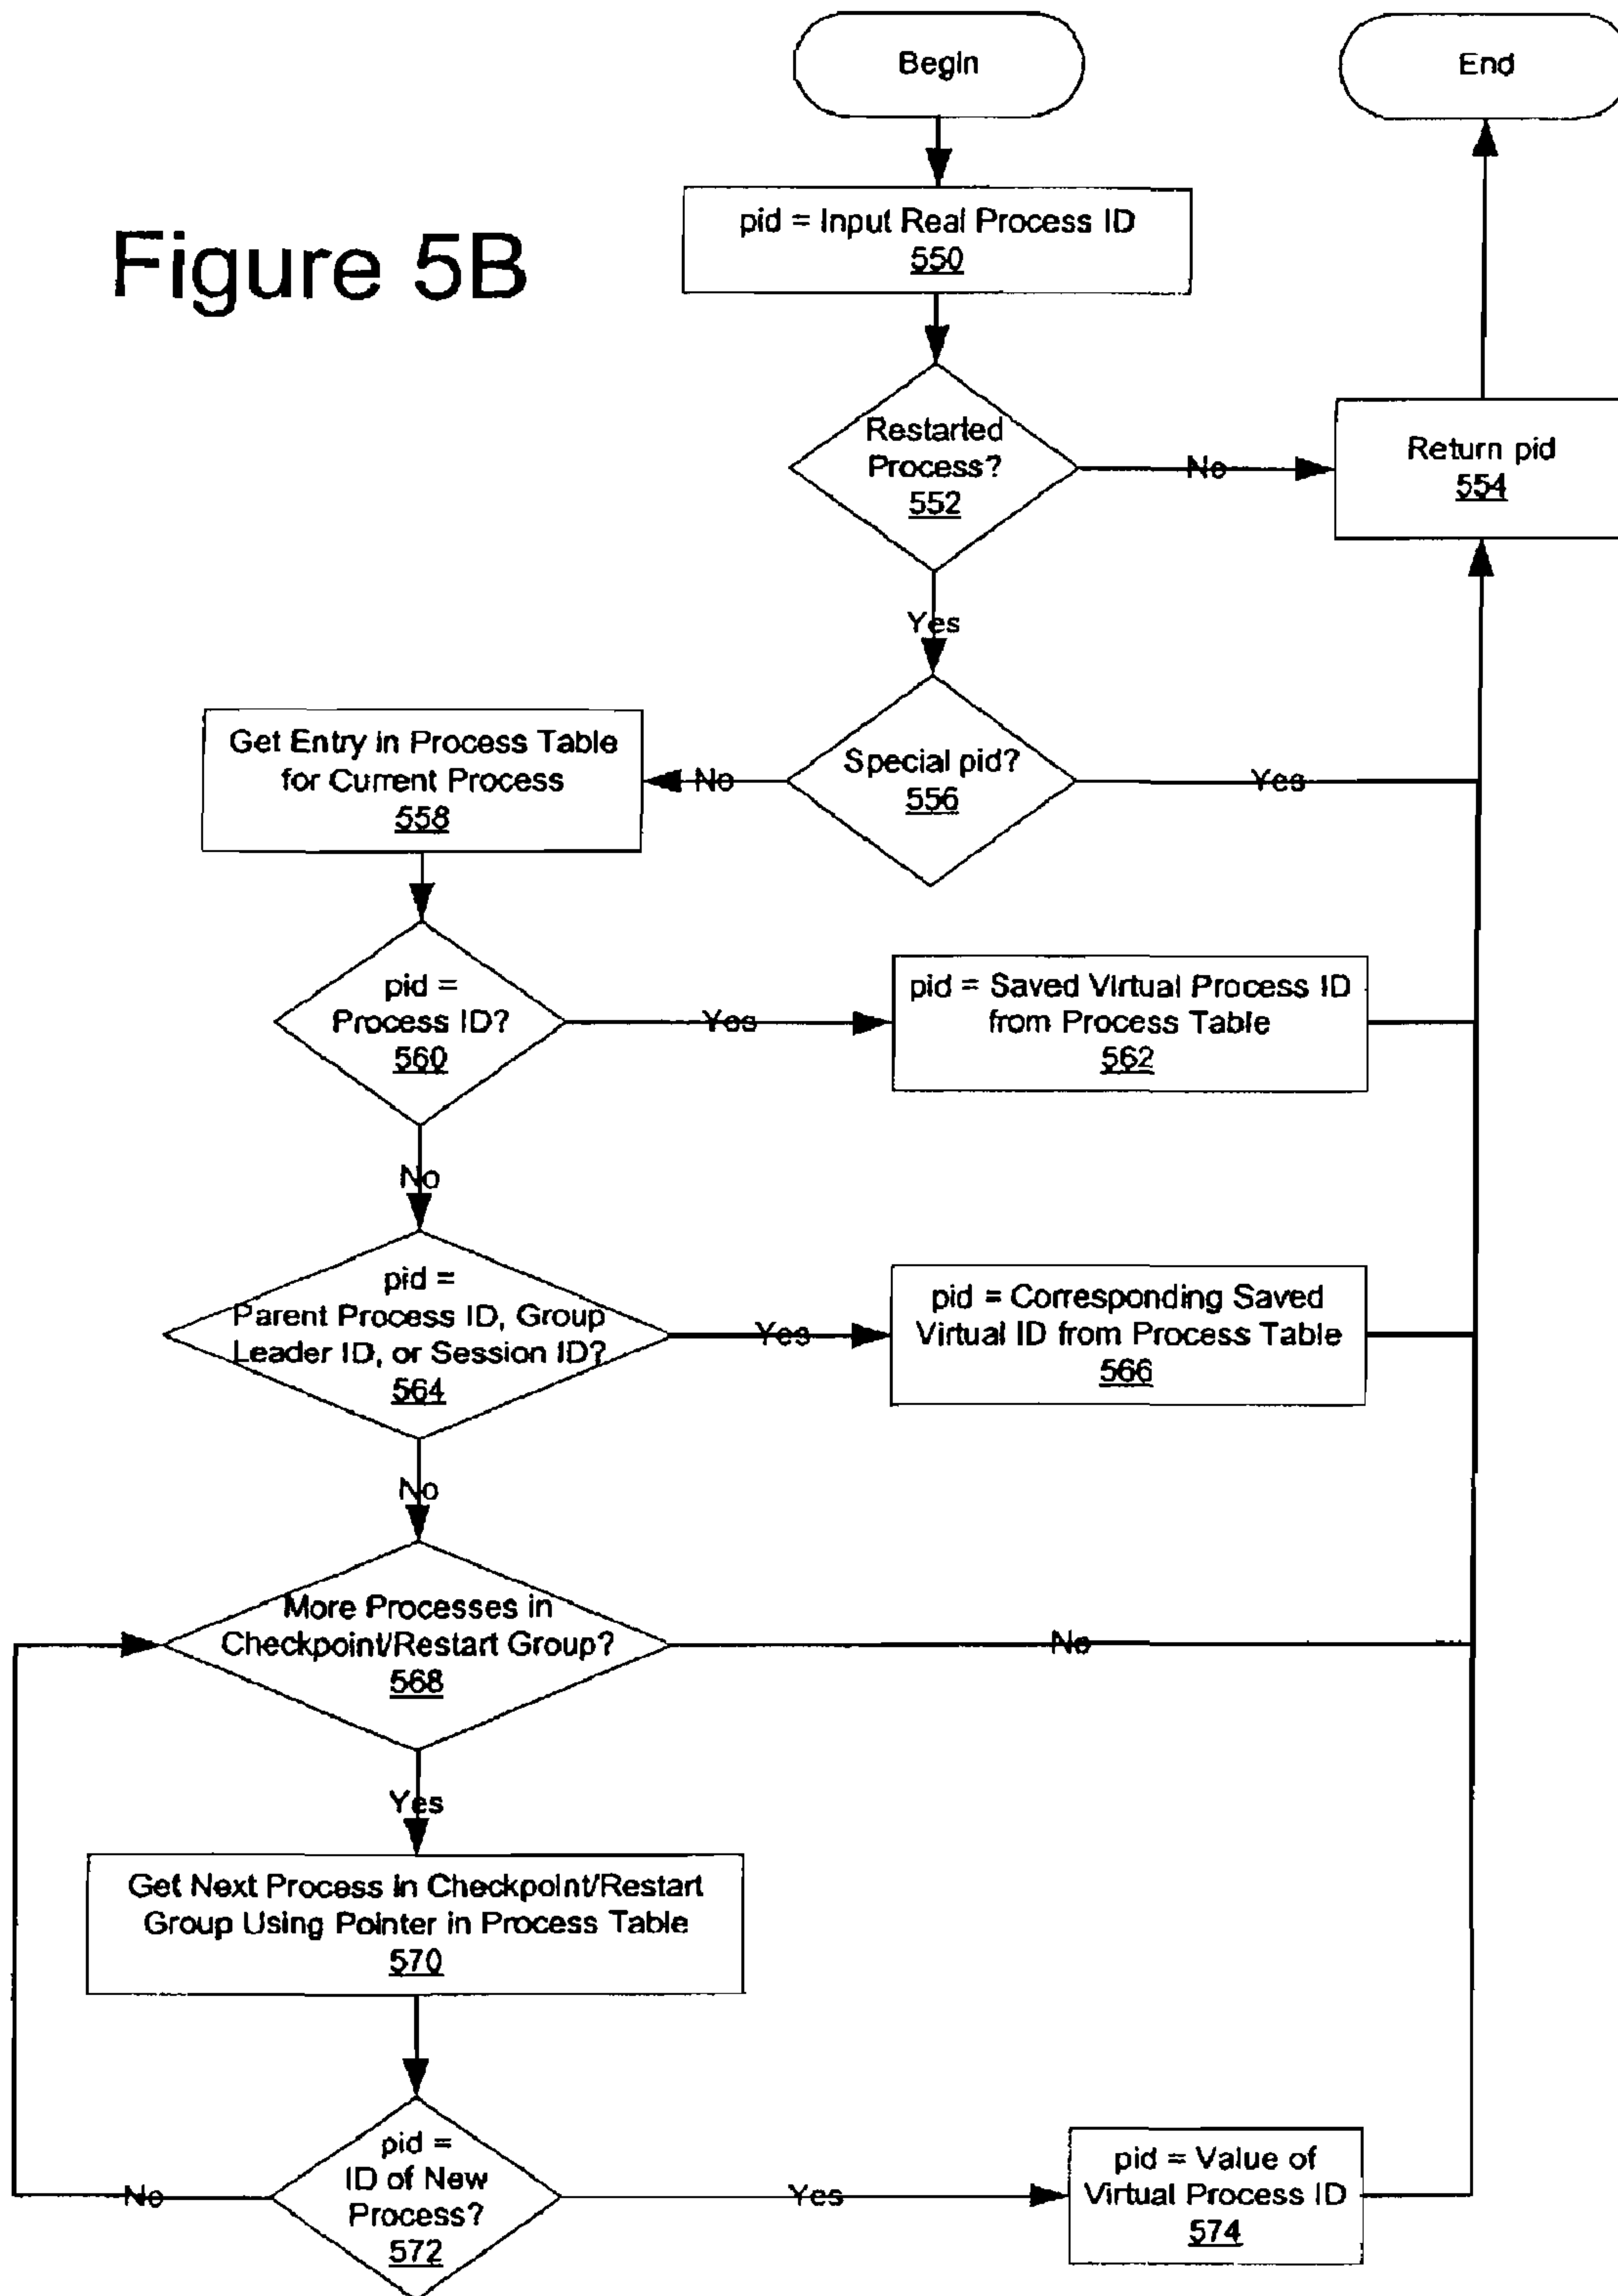 Begin
End
Figure 5B
pid = Input Real Process ID
550
Restarted
Process?
552
No
Return pid
554
Yes
Get Entry in Process Table
for Current Process
558
No
Special pid?
556
Yes
pid =
Process ID?
560
Yes
pid = Saved Virtual Process ID
from Process Table
562
No
pid =
Parent Process ID, Group
Leader ID, or Session ID?
564
Yes
pid = Corresponding Saved
Virtual ID from Process Table
566
No
More Processes in
Checkpoint/Restart Group?
568
No
Yes
Get Next Process in Checkpoint/Restart
Group Using Pointer in Process Table
570
pid =
ID of New
Process?
572
No
Yes
pid = Value of
Virtual Process ID
574